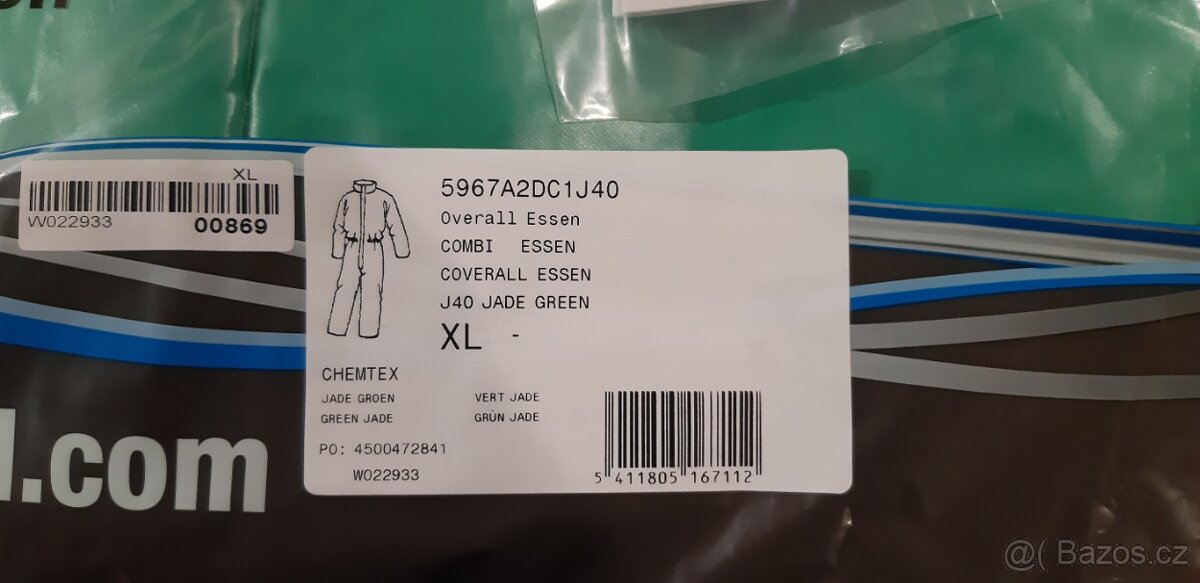 XL
W022933
00869
5967A2DC1J40
Overall Essen
COMBI ESSEN
COVERALL ESSEN
J40 JADE GREEN
XL -
CHEMTEX
JADE GROEN VERT JADE
GREEN JADE GRÜN JADE
PO: 4500472841
W022933
5 411805 167112
.com
@( Bazos.cz